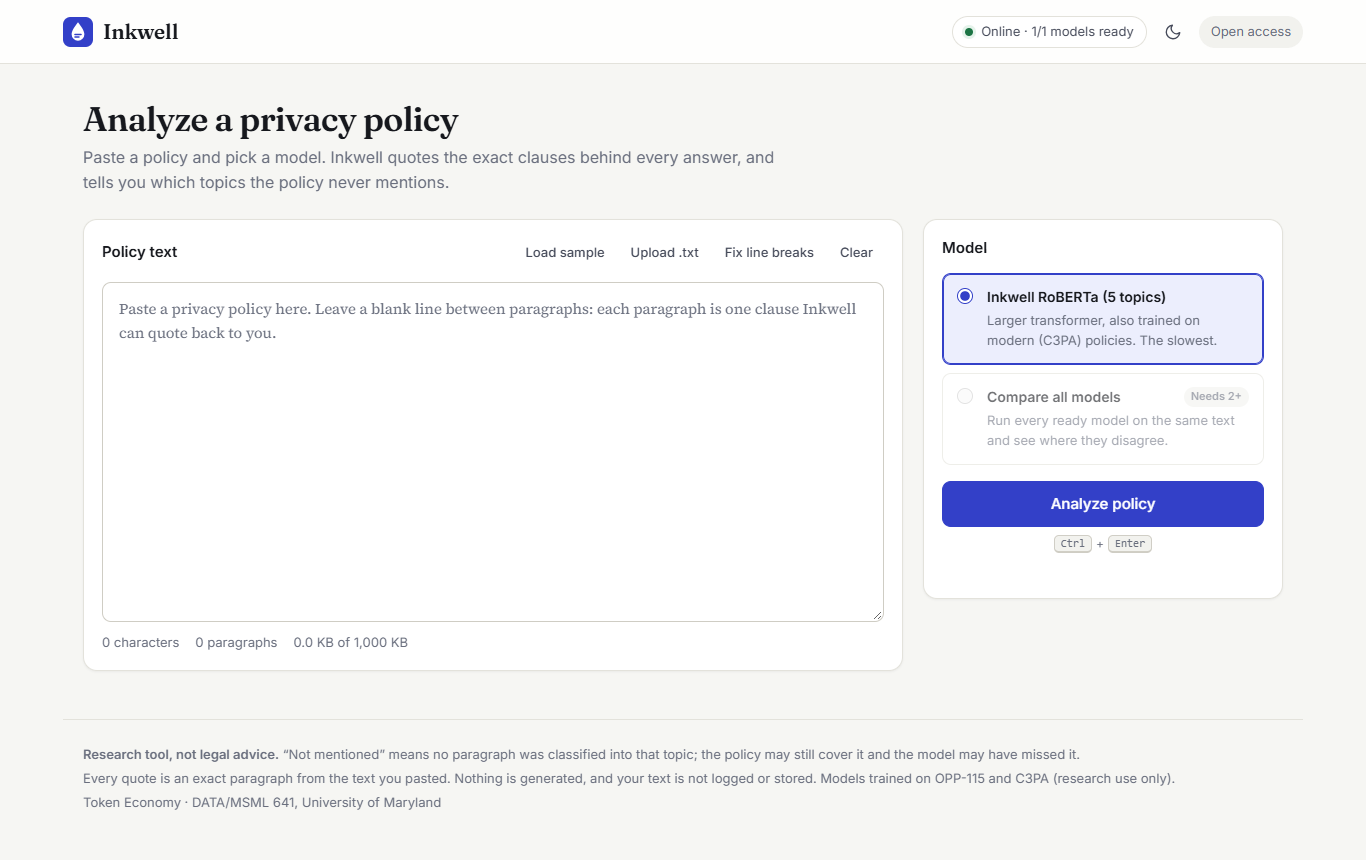 Inkwell
Online · 1/1 models ready
Open access
Analyze a privacy policy
Paste a policy and pick a model. Inkwell quotes the exact clauses behind every answer, and
tells you which topics the policy never mentions.
Policy text
Load sample
Upload .txt
Fix line breaks
Clear
Paste a privacy policy here. Leave a blank line between paragraphs: each paragraph is one clause Inkwell
can quote back to you.
0 characters
0 paragraphs
0.0 KB of 1,000 KB
Model
Inkwell RoBERTa (5 topics)
Larger transformer, also trained on
modern (C3PA) policies. The slowest.
Compare all models
Needs 2+
Run every ready model on the same text
and see where they disagree.
Analyze policy
Ctrl + Enter
Research tool, not legal advice. “Not mentioned” means no paragraph was classified into that topic; the policy may still cover it and the model may have missed it.
Every quote is an exact paragraph from the text you pasted. Nothing is generated, and your text is not logged or stored. Models trained on OPP-115 and C3PA (research use only).
Token Economy · DATA/MSML 641, University of Maryland